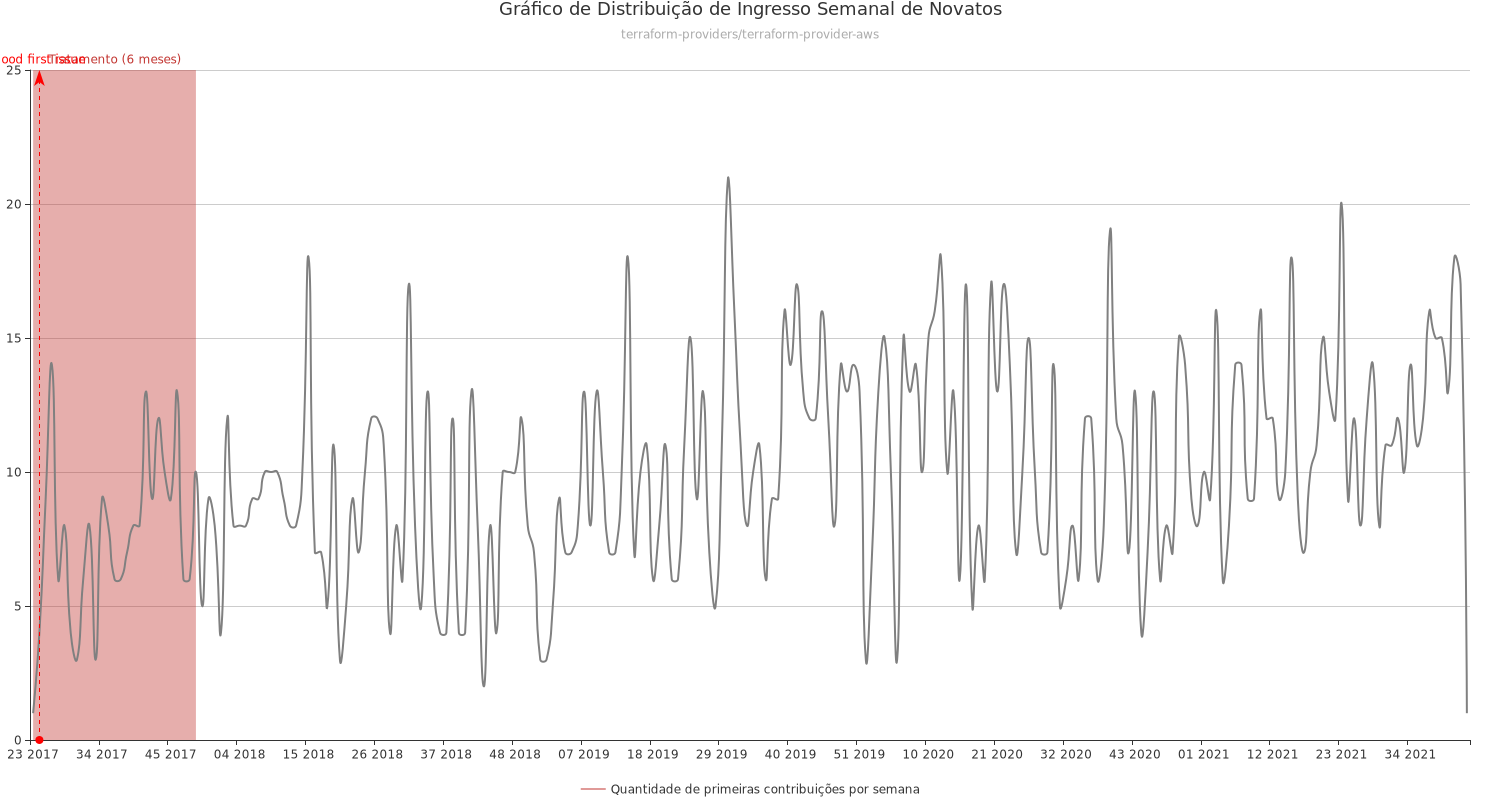 Gráfico de Distribuição de Ingresso Semanal de Novatos
terraform-providers/terraform-provider-aws
ood first issue Tratamento (6 meses)
25
20
15
10
5
0
23 2017 34 2017 45 2017 04 2018 15 2018 26 2018 37 2018 48 2018 07 2019 18 2019 29 2019 40 2019 51 2019 10 2020 21 2020 32 2020 43 2020 01 2021 12 2021 23 2021 34 2021
Quantidade de primeiras contribuições por semana